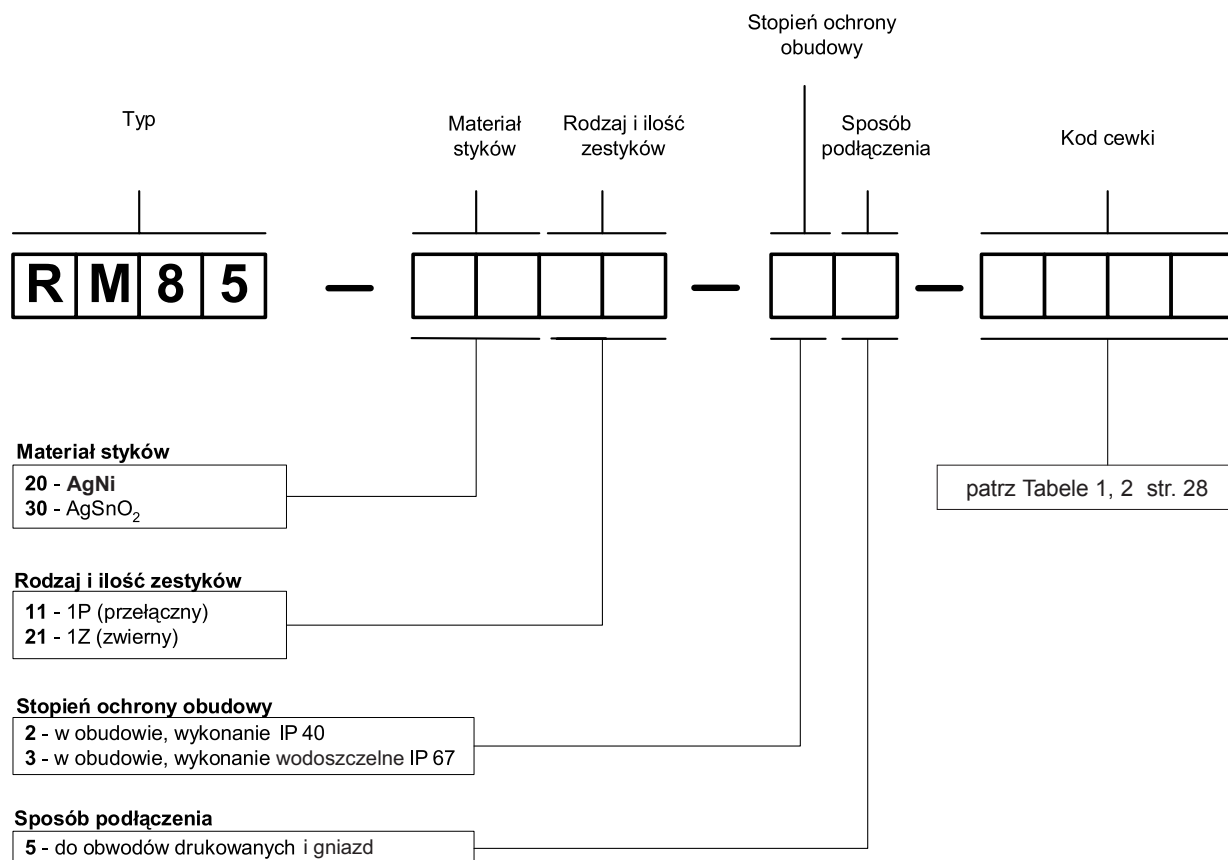 Stopień ochrony
obudowy
Typ
Materiał
styków
Rodzaj i ilość
zestyków
Sposób
podłączenia
Kod cewki
R M 8 5 — — —
Materiał styków
20 - AgNi
30 - AgSnO₂
patrz Tabele 1, 2 str. 28
Rodzaj i ilość zestyków
11 - 1P (przełączny)
21 - 1Z (zwierny)
Stopień ochrony obudowy
2 - w obudowie, wykonanie IP 40
3 - w obudowie, wykonanie wodoszczelne IP 67
Sposób podłączenia
5 - do obwodów drukowanych i gniazd